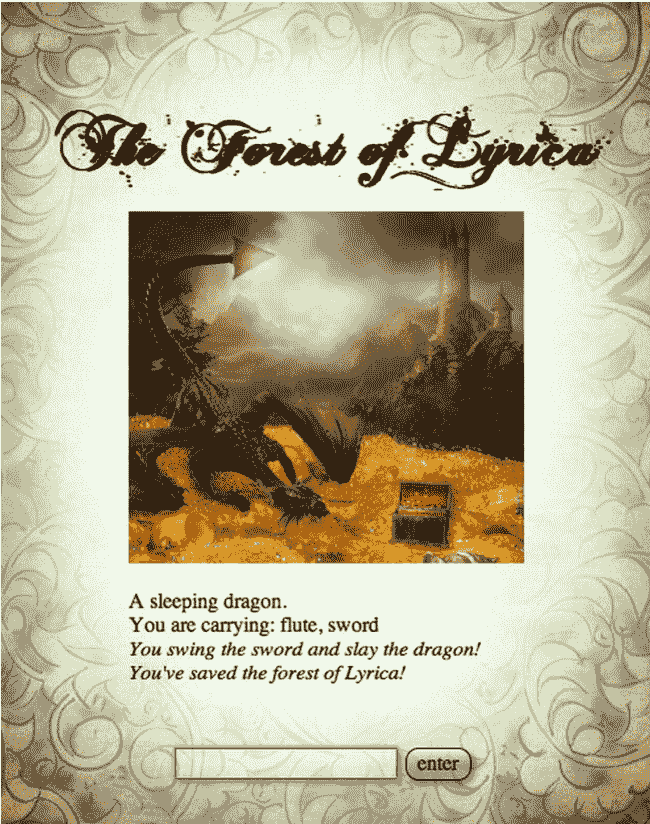 The Forest of Lyrica
A sleeping dragon.
You are carrying: flute, sword
You swing the sword and slay the dragon!
You've saved the forest of Lyrica!
enter